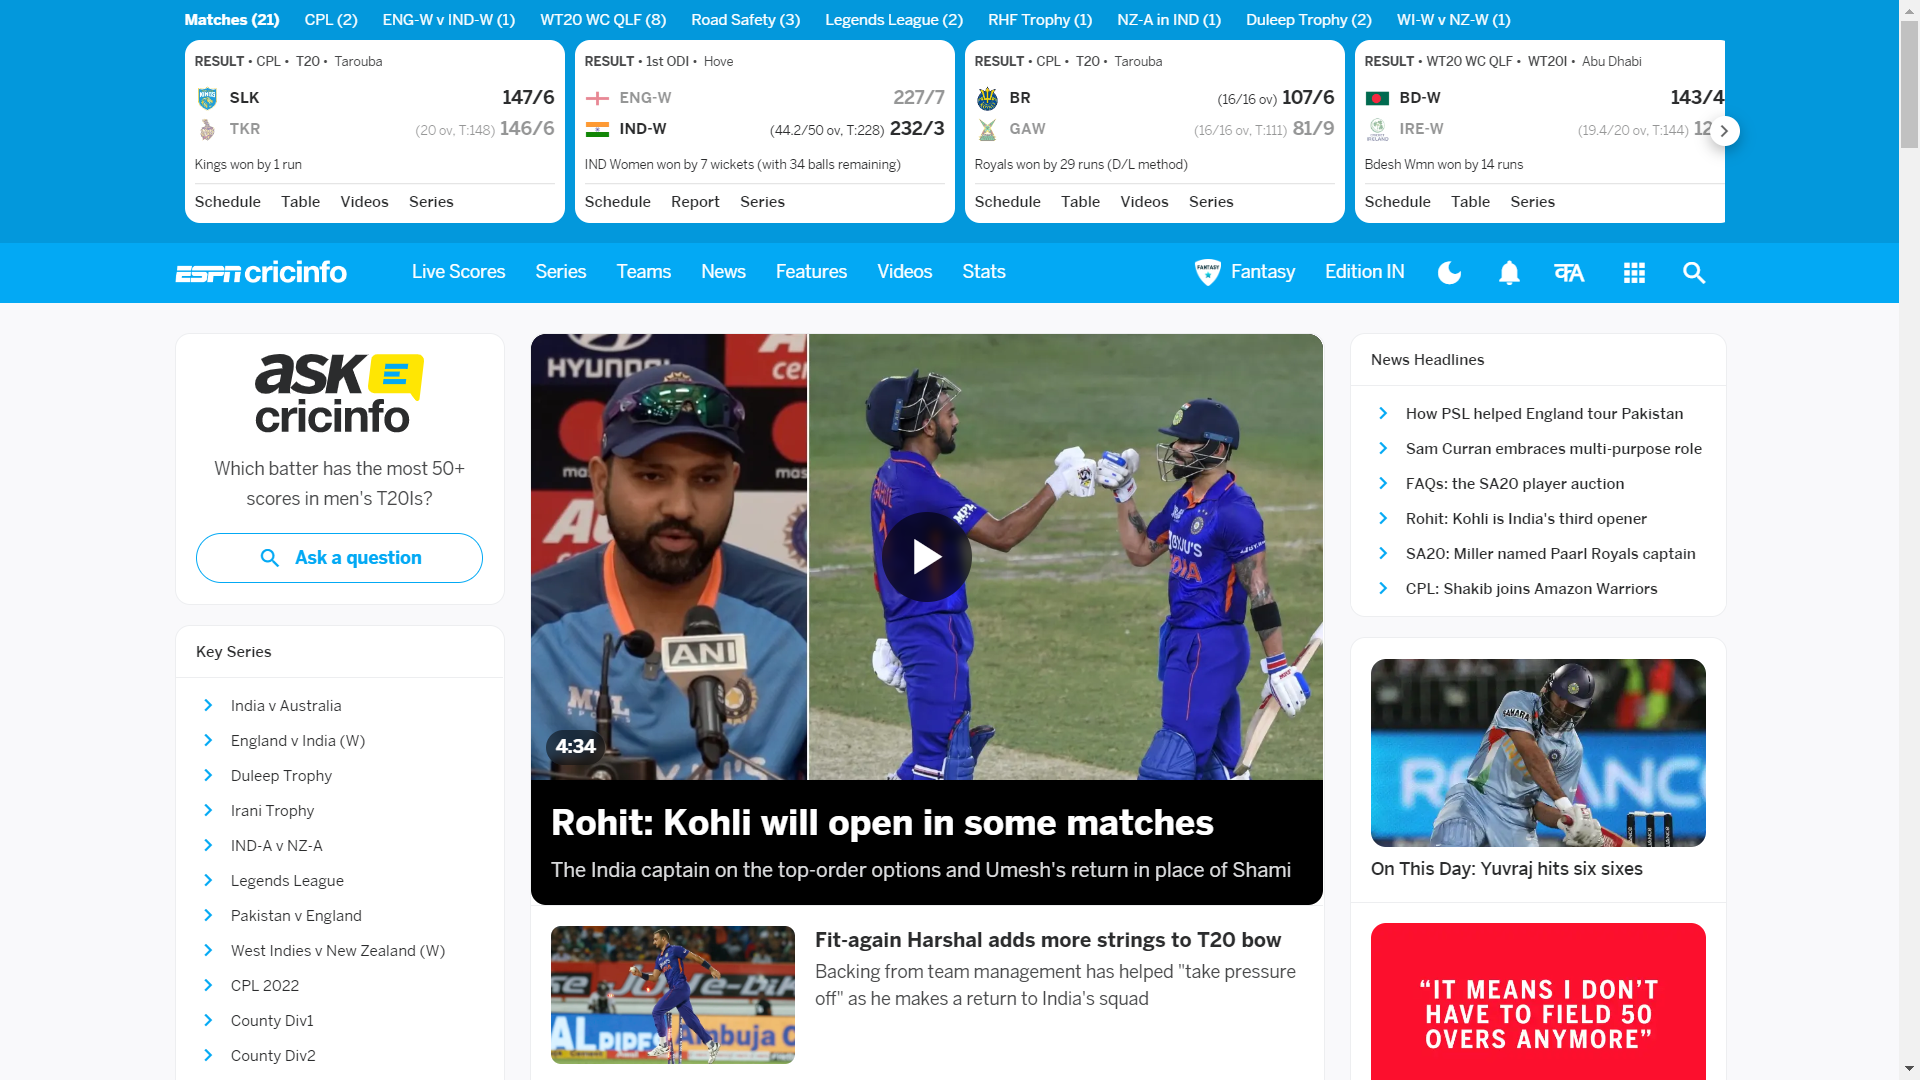 Matches (21) CPL (2) ENG-W v IND-W (1) WT20 WC QLF (8) Road Safety (3) Legends League (2) RHF Trophy (1) NZ-A in IND (1) Duleep Trophy (2) WI-W v NZ-W (1)
RESULT • CPL • T20 • Tarouba
SLK 147/6
TKR (20 ov, T:148) 146/6
Kings won by 1 run
Schedule Table Videos Series
RESULT • 1st ODI • Hove
ENG-W 227/7
IND-W (44.2/50 ov, T:228) 232/3
IND Women won by 7 wickets (with 34 balls remaining)
Schedule Report Series
RESULT • CPL • T20 • Tarouba
BR (16/16 ov) 107/6
GAW (16/16 ov, T:111) 81/9
Royals won by 29 runs (D/L method)
Schedule Table Videos Series
RESULT • WT20 WC QLF • WT20I • Abu Dhabi
BD-W 143/4
IRE-W (19.4/20 ov, T:144)
Bdesh Wmn won by 14 runs
Schedule Table Series
ESPN cricinfo Live Scores Series Teams News Features Videos Stats FANTASY Fantasy Edition IN
ask
cricinfo
Which batter has the most 50+
scores in men's T20Is?
Ask a question
Key Series
India v Australia
England v India (W)
Duleep Trophy
Irani Trophy
IND-A v NZ-A
Legends League
Pakistan v England
West Indies v New Zealand (W)
CPL 2022
County Div1
County Div2
HYUNDAI
ANI
MPL
SPORTS
MPL
BYJU'S
INDIA
4:34
Rohit: Kohli will open in some matches
The India captain on the top-order options and Umesh's return in place of Shami
Fit-again Harshal adds more strings to T20 bow
Backing from team management has helped "take pressure
off" as he makes a return to India's squad
News Headlines
How PSL helped England tour Pakistan
Sam Curran embraces multi-purpose role
FAQs: the SA20 player auction
Rohit: Kohli is India's third opener
SA20: Miller named Paarl Royals captain
CPL: Shakib joins Amazon Warriors
SAHARA
On This Day: Yuvraj hits six sixes
“IT MEANS I DON’T
HAVE TO FIELD 50
OVERS ANYMORE”